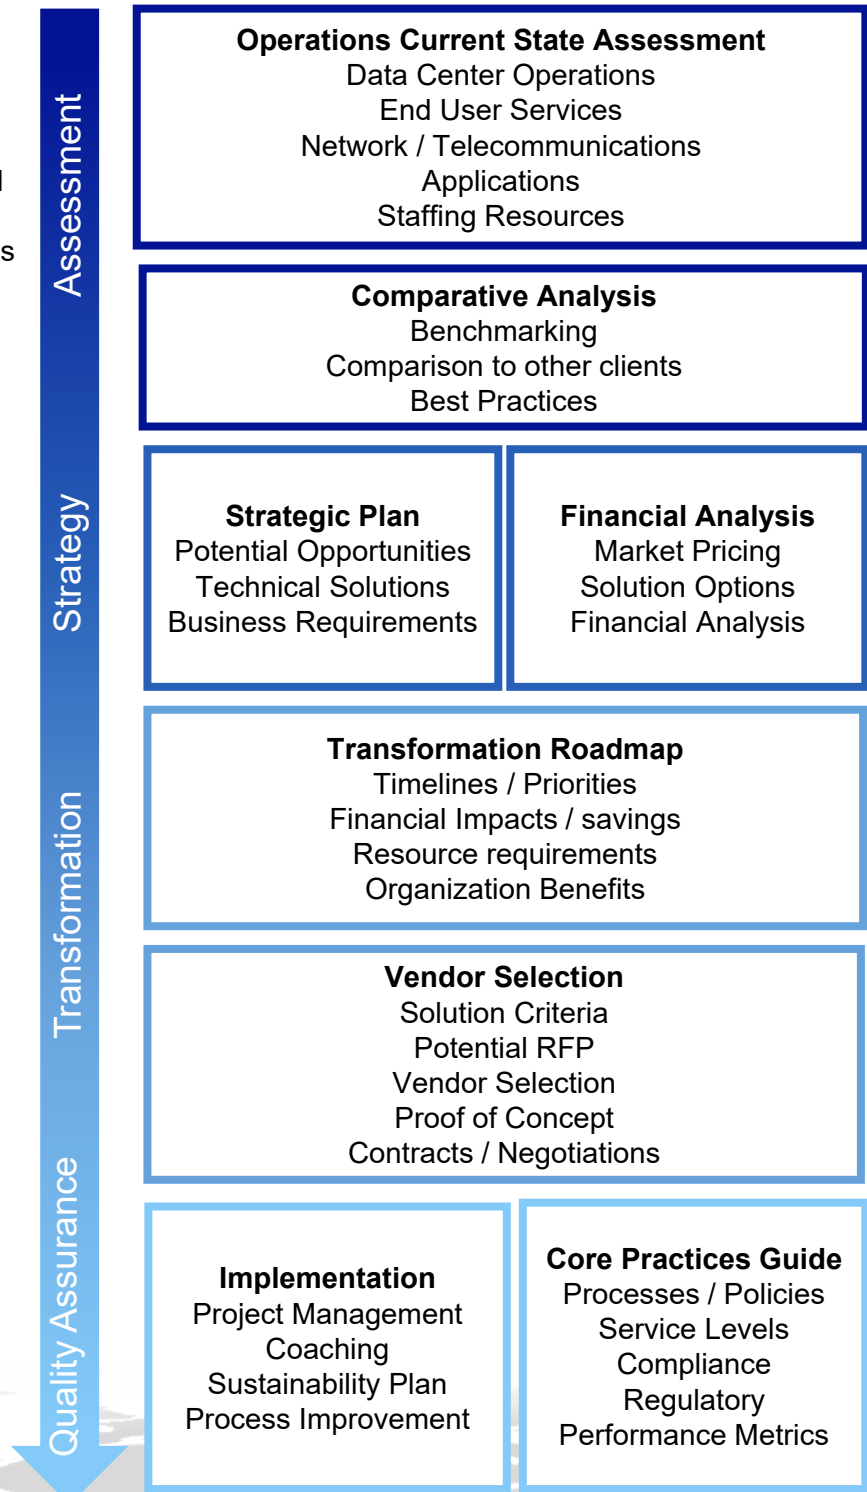 Assessment
Operations Current State Assessment
Data Center Operations
End User Services
Network / Telecommunications
Applications
Staffing Resources
Comparative Analysis
Benchmarking
Comparison to other clients
Best Practices
Strategy
Strategic Plan
Potential Opportunities
Technical Solutions
Business Requirements
Financial Analysis
Market Pricing
Solution Options
Financial Analysis
Transformation
Transformation Roadmap
Timelines / Priorities
Financial Impacts / savings
Resource requirements
Organization Benefits
Vendor Selection
Solution Criteria
Potential RFP
Vendor Selection
Proof of Concept
Contracts / Negotiations
Quality Assurance
Implementation
Project Management
Coaching
Sustainability Plan
Process Improvement
Core Practices Guide
Processes / Policies
Service Levels
Compliance
Regulatory
Performance Metrics